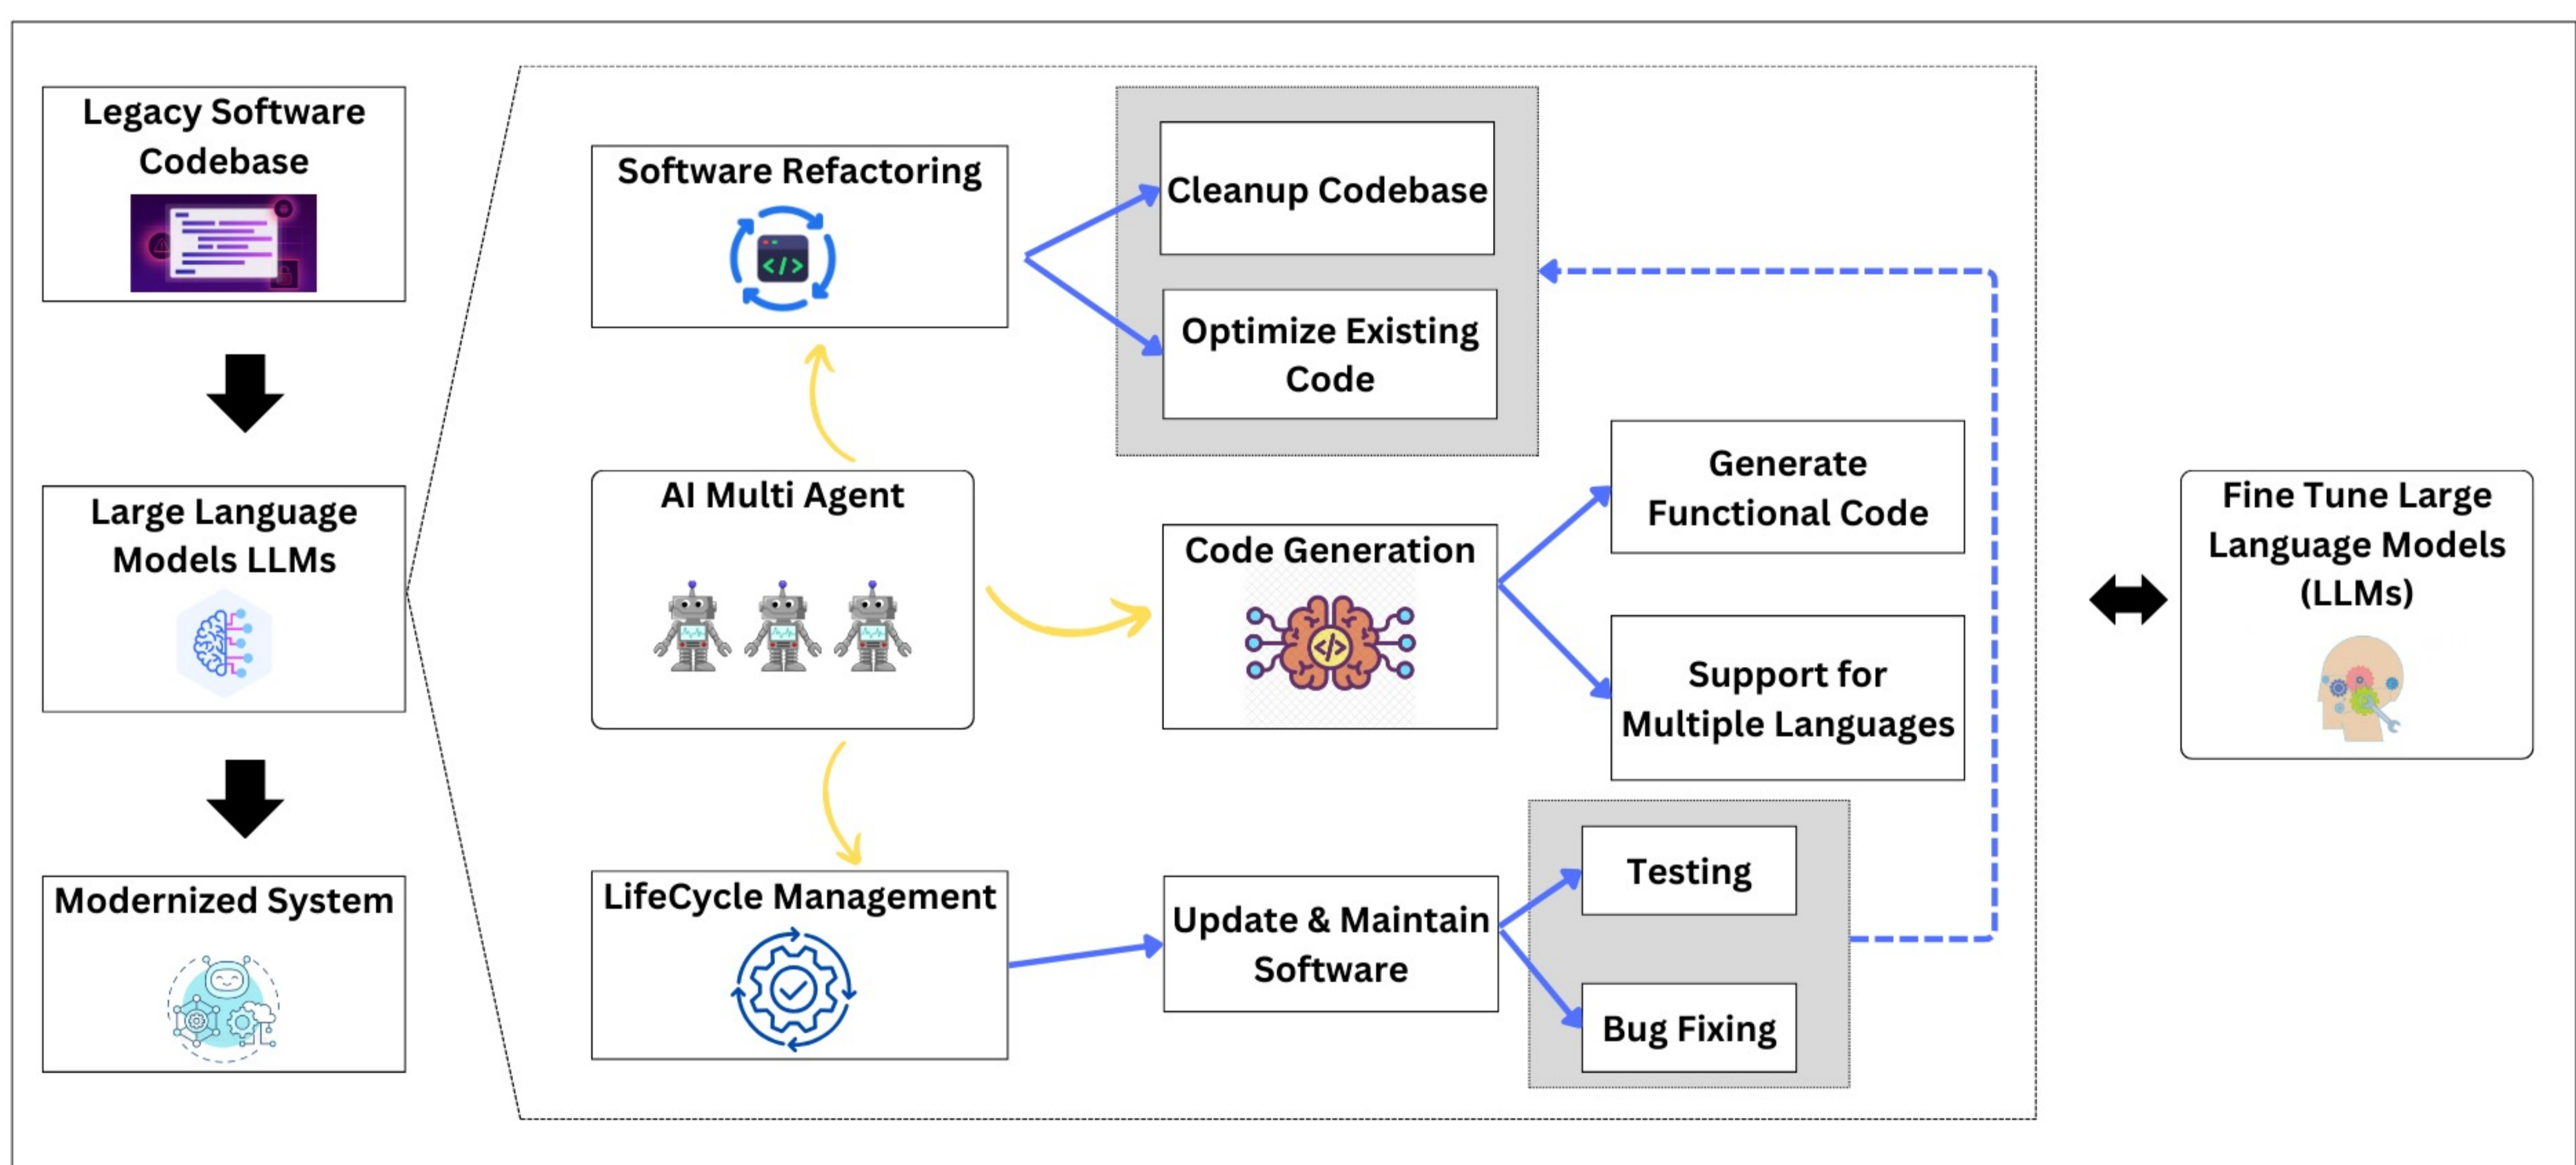 Legacy Software
Codebase
Large Language
Models LLMs
Modernized System
Software Refactoring
</>
Cleanup Codebase
Optimize Existing
Code
AI Multi Agent
Code Generation
</>
Generate
Functional Code
Support for
Multiple Languages
LifeCycle Management
Update & Maintain
Software
Testing
Bug Fixing
Fine Tune Large
Language Models
(LLMs)